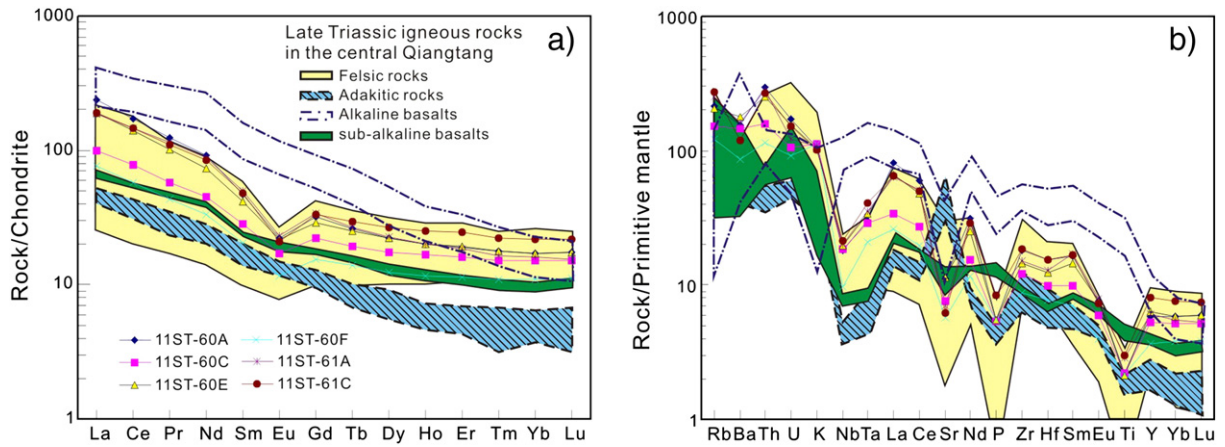 1000
100
10
1
Rock/Chondrite
a)
Late Triassic igneous rocks
in the central Qiangtang
Felsic rocks
Adakitic rocks
Alkaline basalts
sub-alkaline basalts
11ST-60A
11ST-60F
11ST-60C
11ST-61A
11ST-60E
11ST-61C
La Ce Pr Nd Sm Eu Gd Tb Dy Ho Er Tm Yb Lu
1000
100
10
1
Rock/Primitive mantle
b)
Rb Ba Th U K Nb Ta La Ce Sr Nd P Zr Hf Sm Eu Ti Y Yb Lu